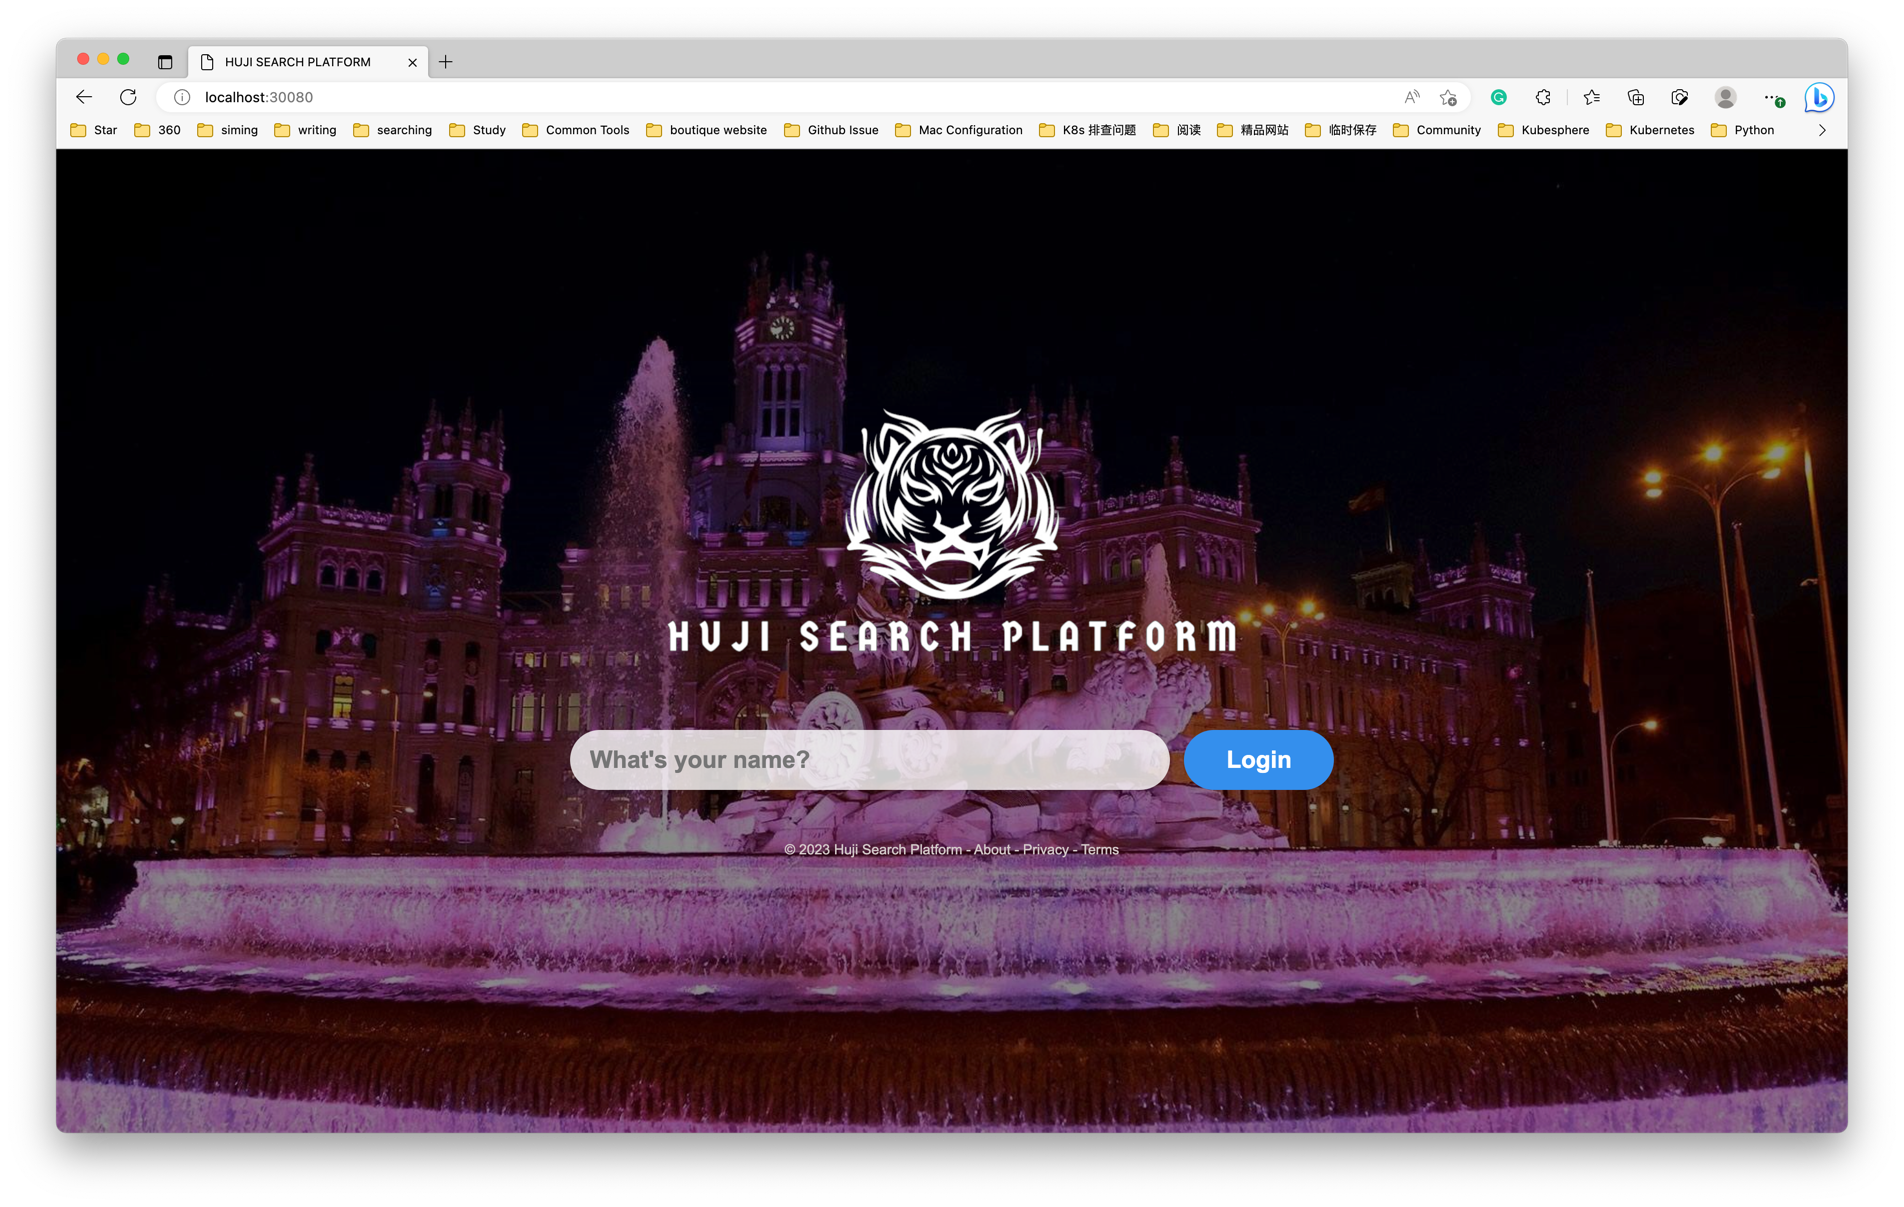 HUJI SEARCH PLATFORM
localhost:30080
Star 360 siming writing searching Study Common Tools boutique website Github Issue Mac Configuration K8s 排查问题 阅读 精品网站 临时保存 Community Kubesphere Kubernetes Python
HUJI SEARCH PLATFORM
What's your name? Login
© 2023 Huji Search Platform - About - Privacy - Terms